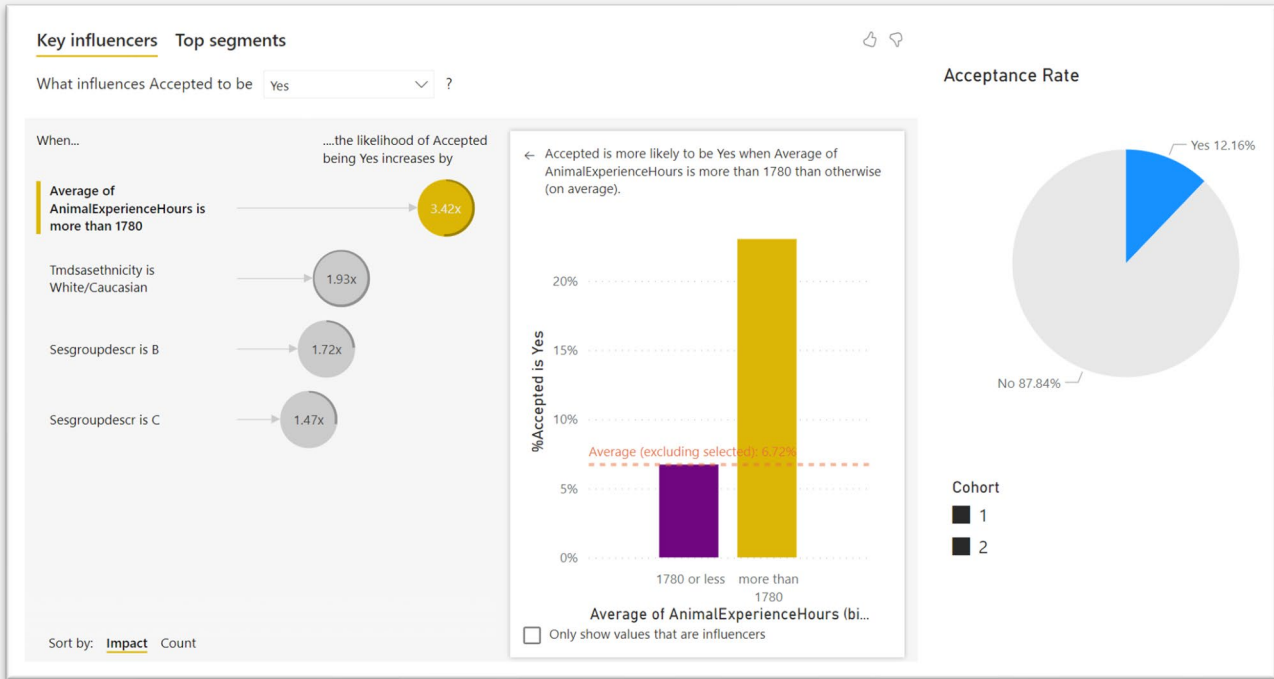 Key influencers Top segments
What influences Accepted to be Yes ?
When...
....the likelihood of Accepted
being Yes increases by
Average of
AnimalExperienceHours is
more than 1780
3.42x
Tmdsasethnicity is
White/Caucasian
1.93x
Sesgroupdescr is B
1.72x
Sesgroupdescr is C
1.47x
Sort by: Impact Count
← Accepted is more likely to be Yes when Average of
AnimalExperienceHours is more than 1780 than otherwise
(on average).
%Accepted is Yes
20%
15%
10%
Average (excluding selected): 6.72%
5%
0%
1780 or less
more than
1780
Average of AnimalExperienceHours (bi...
Only show values that are influencers
Acceptance Rate
Yes 12.16%
No 87.84%
Cohort
1
2